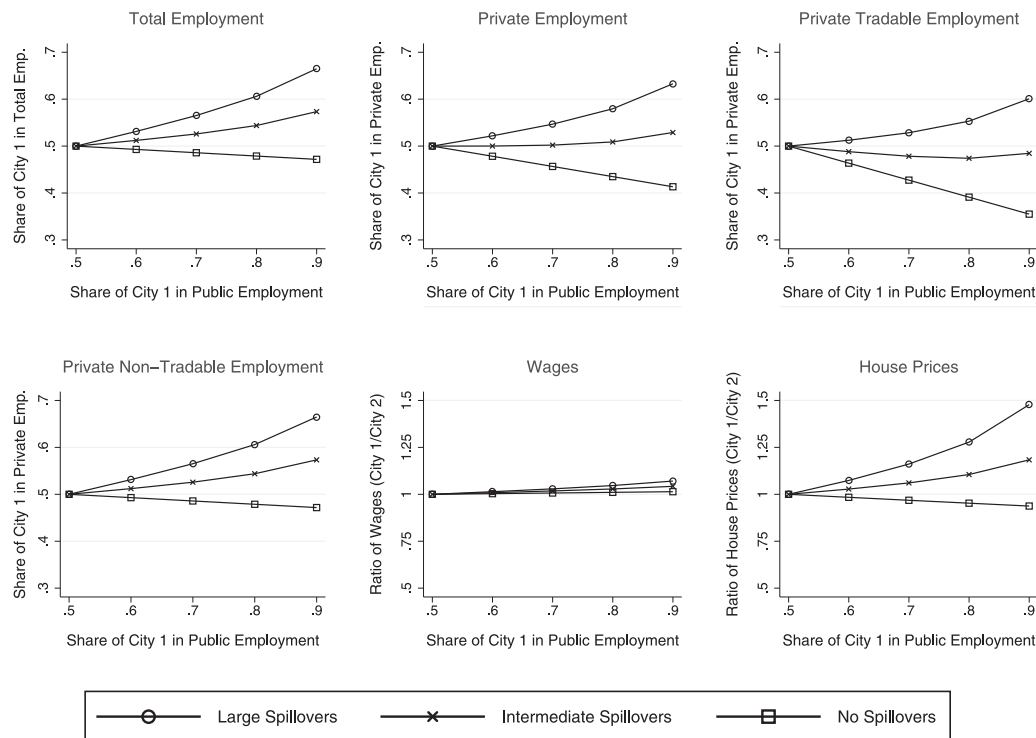 Total Employment
Share of City 1 in Total Emp.
.7
.6
.5
.4
.3
.5
.6
.7
.8
.9
Share of City 1 in Public Employment
Private Employment
Share of City 1 in Private Emp.
.7
.6
.5
.4
.3
.5
.6
.7
.8
.9
Share of City 1 in Public Employment
Private Tradable Employment
Share of City 1 in Private Emp.
.7
.6
.5
.4
.3
.5
.6
.7
.8
.9
Share of City 1 in Public Employment
Private Non-Tradable Employment
Share of City 1 in Private Emp.
.7
.6
.5
.4
.3
.5
.6
.7
.8
.9
Share of City 1 in Public Employment
Wages
Ratio of Wages (City 1/City 2)
1.5
1.25
1
.75
.5
.5
.6
.7
.8
.9
Share of City 1 in Public Employment
House Prices
Ratio of House Prices (City 1/City 2)
1.5
1.25
1
.75
.5
.5
.6
.7
.8
.9
Share of City 1 in Public Employment
Large Spillovers
Intermediate Spillovers
No Spillovers